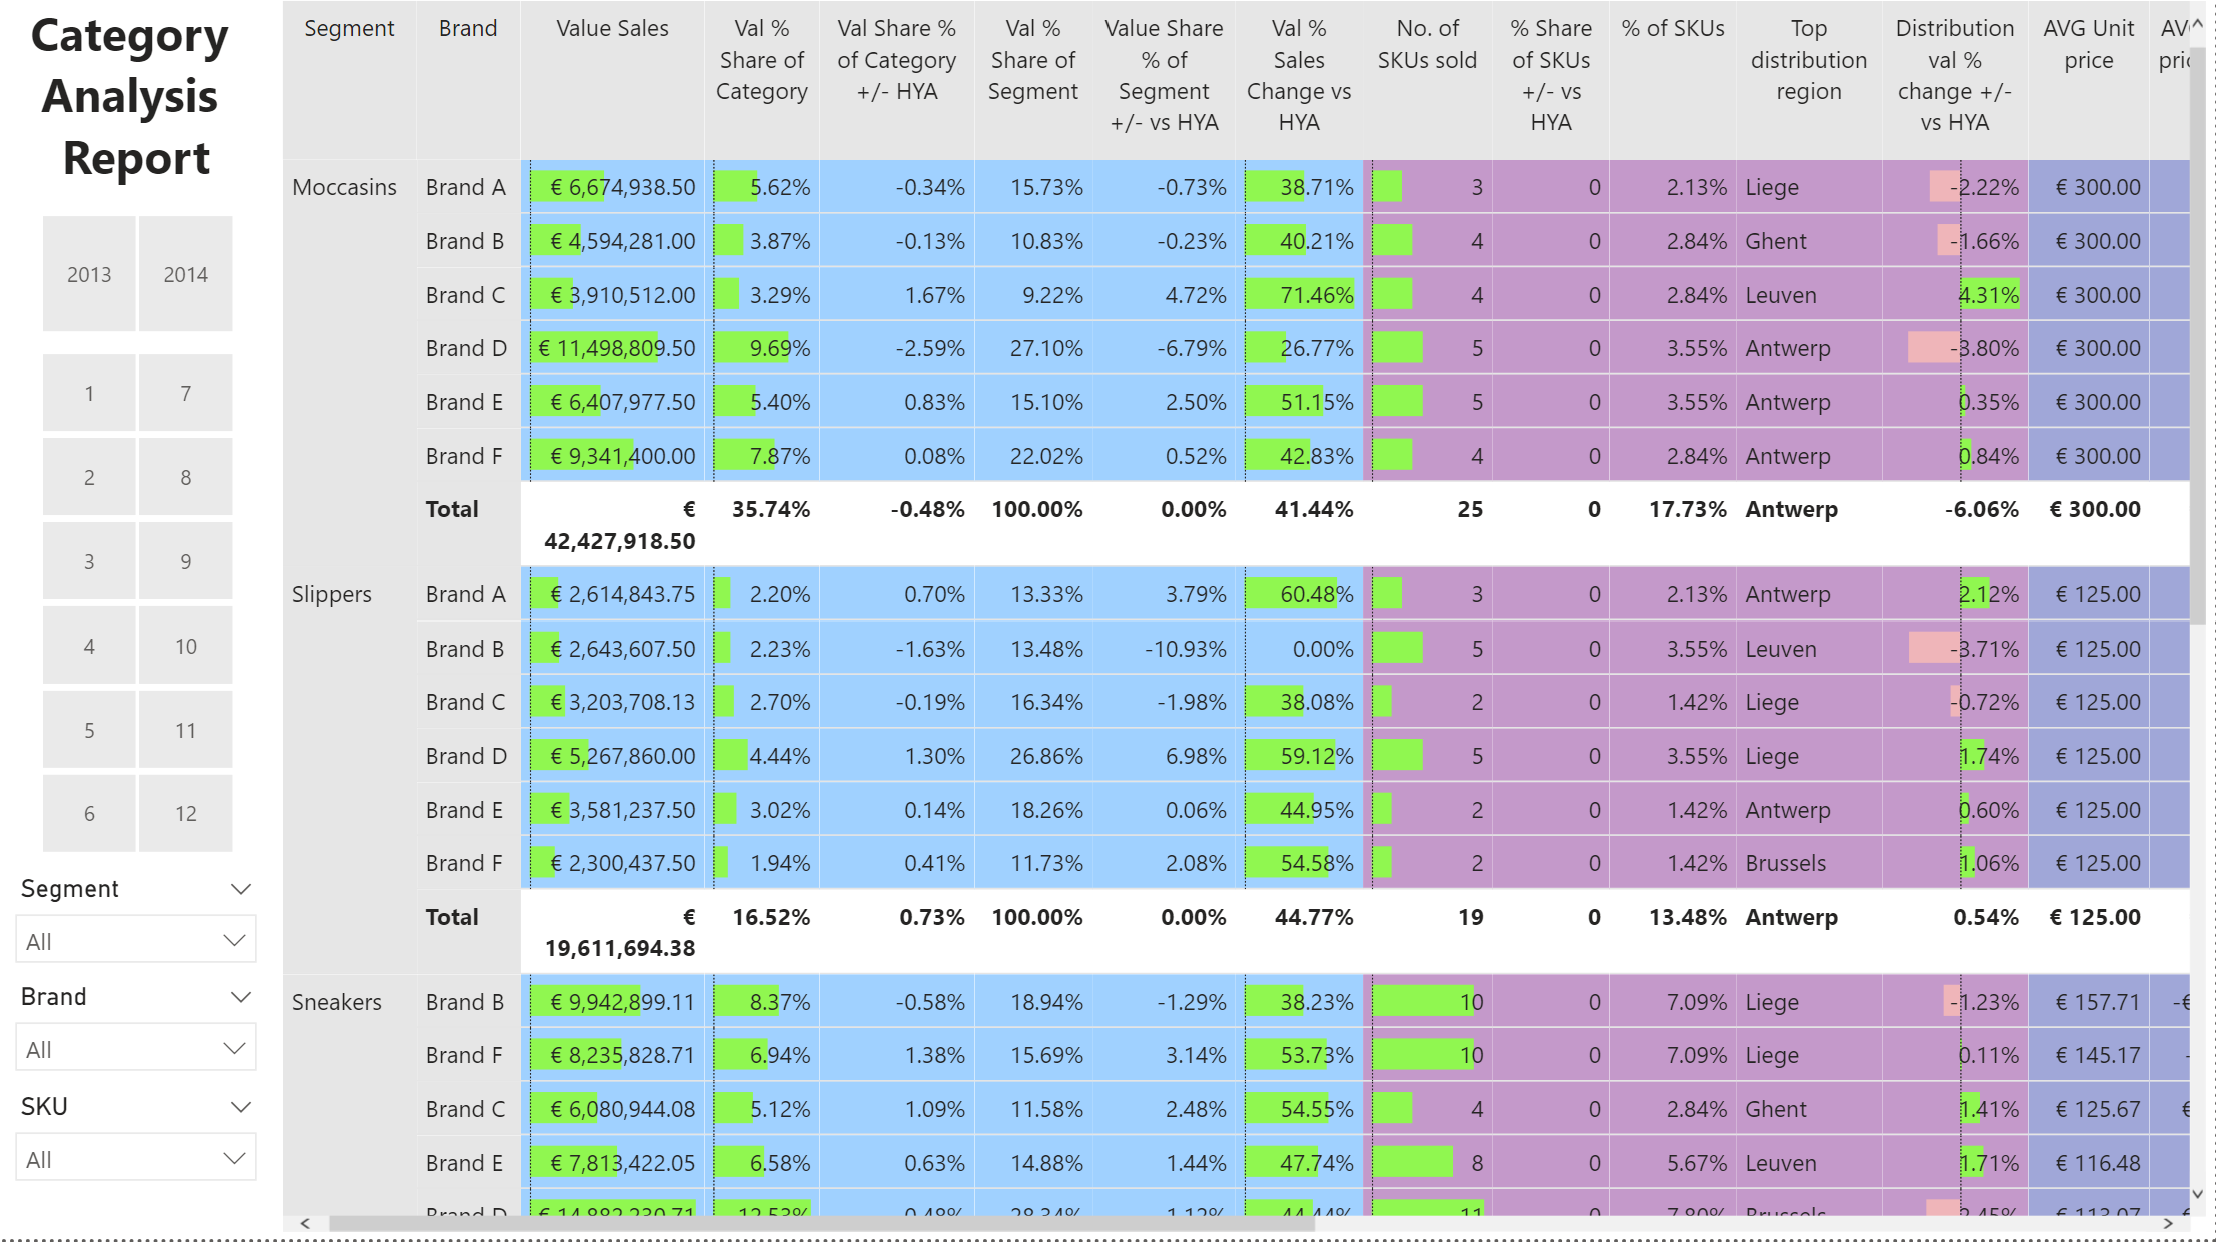 Category
Analysis
Report
2013 2014
1 7
2 8
3 9
4 10
5 11
6 12
Segment
All
Brand
All
SKU
All
Segment Brand Value Sales Val % Share of Category Val Share % of Category +/- HYA Val % Share of Segment Value Share % of Segment +/- vs HYA Val % Sales Change vs HYA No. of SKUs sold % Share of SKUs +/- vs HYA % of SKUs Top distribution region Distribution val % change +/- vs HYA AVG Unit price
Moccasins Brand A € 6,674,938.50 5.62% -0.34% 15.73% -0.73% 38.71% 3 0 2.13% Liege -2.22% € 300.00
Brand B € 4,594,281.00 3.87% -0.13% 10.83% -0.23% 40.21% 4 0 2.84% Ghent -1.66% € 300.00
Brand C € 3,910,512.00 3.29% 1.67% 9.22% 4.72% 71.46% 4 0 2.84% Leuven 4.31% € 300.00
Brand D € 11,498,809.50 9.69% -2.59% 27.10% -6.79% 26.77% 5 0 3.55% Antwerp -3.80% € 300.00
Brand E € 6,407,977.50 5.40% 0.83% 15.10% 2.50% 51.15% 5 0 3.55% Antwerp 0.35% € 300.00
Brand F € 9,341,400.00 7.87% 0.08% 22.02% 0.52% 42.83% 4 0 2.84% Antwerp 0.84% € 300.00
Total € 42,427,918.50 35.74% -0.48% 100.00% 0.00% 41.44% 25 0 17.73% Antwerp -6.06% € 300.00
Slippers Brand A € 2,614,843.75 2.20% 0.70% 13.33% 3.79% 60.48% 3 0 2.13% Antwerp 2.12% € 125.00
Brand B € 2,643,607.50 2.23% -1.63% 13.48% -10.93% 0.00% 5 0 3.55% Leuven -3.71% € 125.00
Brand C € 3,203,708.13 2.70% -0.19% 16.34% -1.98% 38.08% 2 0 1.42% Liege -0.72% € 125.00
Brand D € 5,267,860.00 4.44% 1.30% 26.86% 6.98% 59.12% 5 0 3.55% Liege 1.74% € 125.00
Brand E € 3,581,237.50 3.02% 0.14% 18.26% 0.06% 44.95% 2 0 1.42% Antwerp 0.60% € 125.00
Brand F € 2,300,437.50 1.94% 0.41% 11.73% 2.08% 54.58% 2 0 1.42% Brussels 1.06% € 125.00
Total € 19,611,694.38 16.52% 0.73% 100.00% 0.00% 44.77% 19 0 13.48% Antwerp 0.54% € 125.00
Sneakers Brand B € 9,942,899.11 8.37% -0.58% 18.94% -1.29% 38.23% 10 0 7.09% Liege -1.23% € 157.71
Brand F € 8,235,828.71 6.94% 1.38% 15.69% 3.14% 53.73% 10 0 7.09% Liege 0.11% € 145.17
Brand C € 6,080,944.08 5.12% 1.09% 11.58% 2.48% 54.55% 4 0 2.84% Ghent 1.41% € 125.67
Brand E € 7,813,422.05 6.58% 0.63% 14.88% 1.44% 47.74% 8 0 5.67% Leuven 1.71% € 116.48
Brand D